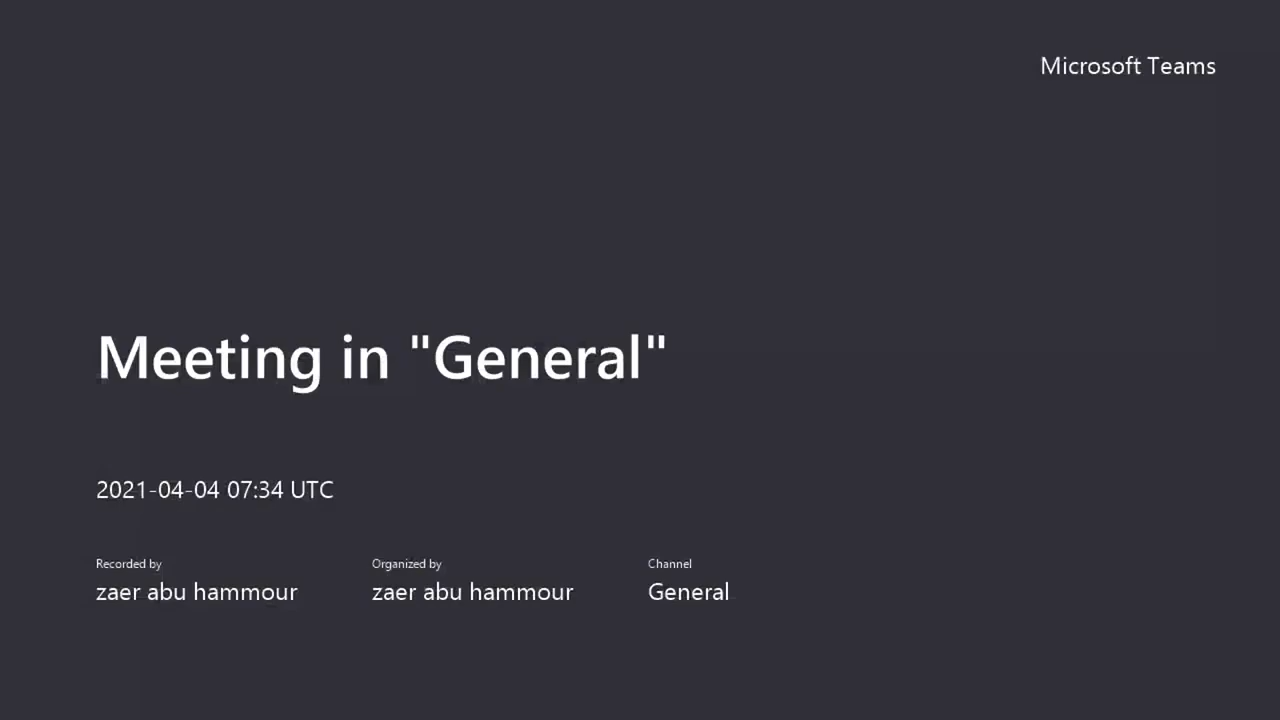 Microsoft Teams
Meeting in "General"
2021-04-04 07:34 UTC
Recorded by
zaer abu hammour
Organized by
zaer abu hammour
Channel
General